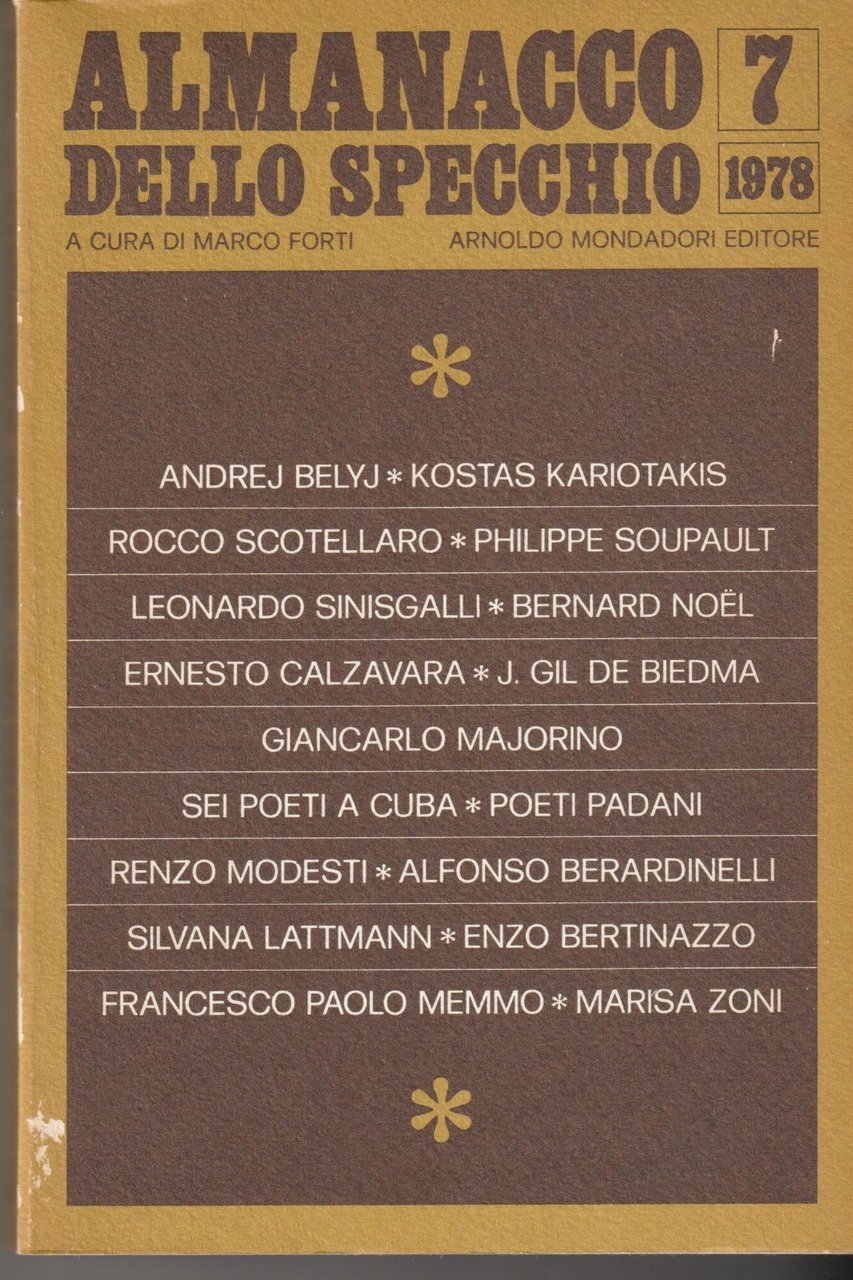 ALMANACCO 7
DELLO SPECCHIO 1978
A CURA DI MARCO FORTI ARNOLDO MONDADORI EDITORE
*
ANDREJ BELYJ * KOSTAS KARIOTAKIS
ROCCO SCOTELLARO * PHILIPPE SOUPAULT
LEONARDO SINISGALLI * BERNARD NOËL
ERNESTO CALZAVARA * J. GIL DE BIEDMA
GIANCARLO MAJORINO
SEI POETI A CUBA * POETI PADANI
RENZO MODESTI * ALFONSO BERARDINELLI
SILVANA LATTMANN * ENZO BERTINAZZO
FRANCESCO PAOLO MEMMO * MARISA ZONI
*